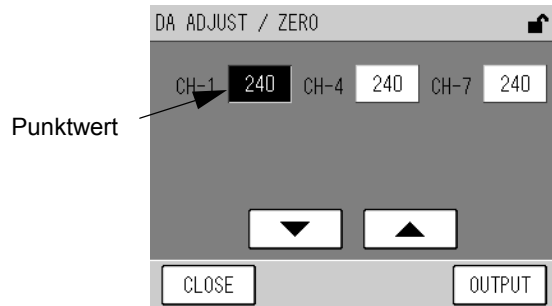 DA ADJUST / ZERO
CH-1 240 CH-4 240 CH-7 240
Punktwert
CLOSE OUTPUT